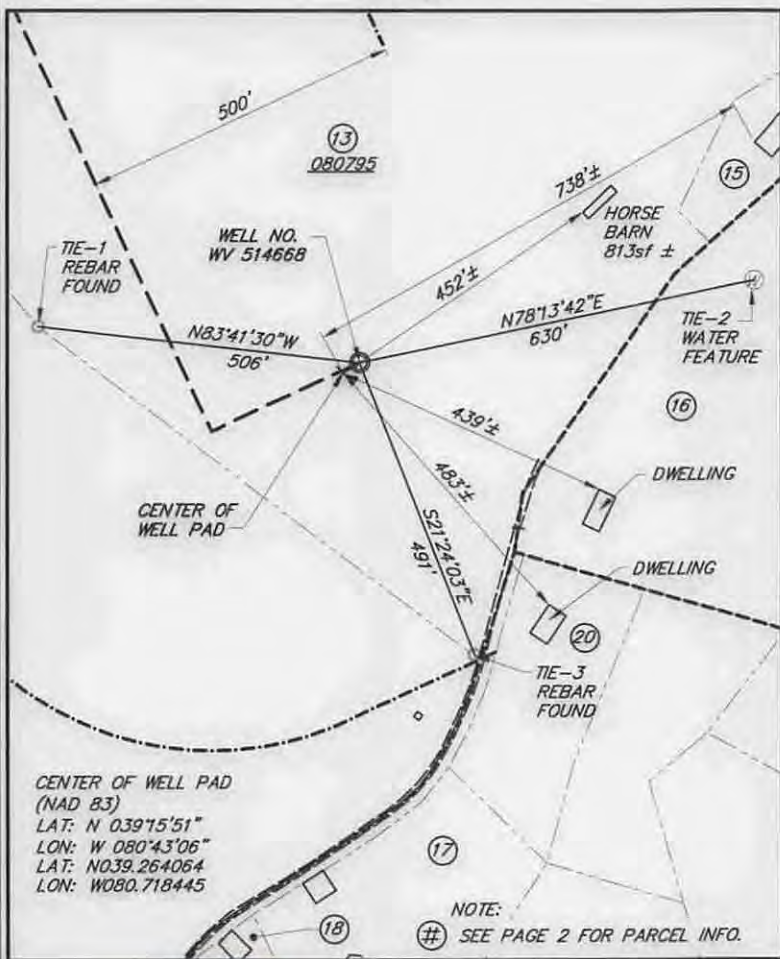 500'
13
080795
738'±
15
WELL NO.
WV 514668
HORSE
BARN
813sf ±
TIE-1
REBAR
FOUND
452'±
N83°41'30"W
506'
N78°13'42"E
630'
TIE-2
WATER
FEATURE
16
439'±
483'±
DWELLING
CENTER OF
WELL PAD
S21°24'03"E
491'
DWELLING
20
TIE-3
REBAR
FOUND
CENTER OF WELL PAD
(NAD 83)
LAT: N 039°15'51"
LON: W 080°43'06"
LAT: N039.264064
LON: W080.718445
17
18
NOTE:
# SEE PAGE 2 FOR PARCEL INFO.